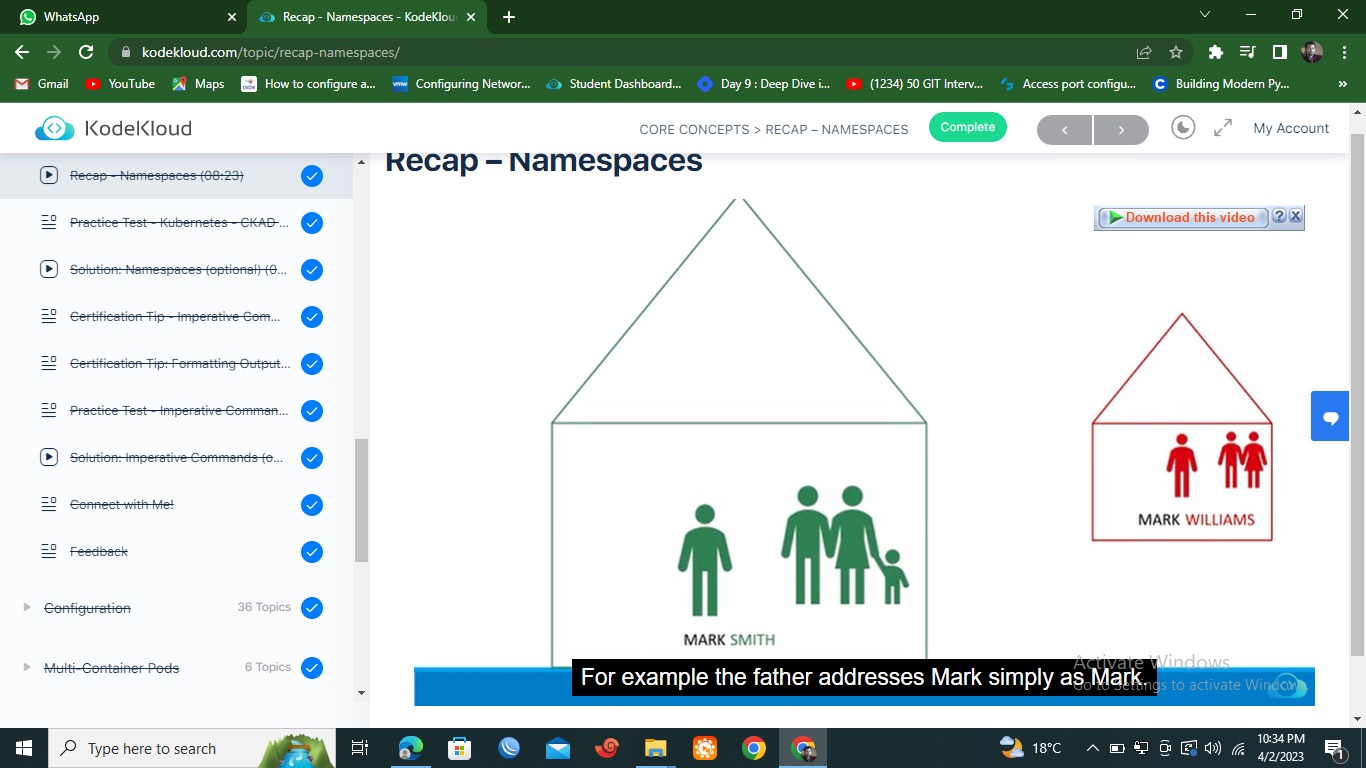 WhatsApp
Recap - Namespaces - KodeKlou
kodekloud.com/topic/recap-namespaces/
Gmail
YouTube
Maps
How to configure a...
Configuring Networ...
Student Dashboard...
Day 9 : Deep Dive i...
(1234) 50 GIT Interv...
Access port configu...
Building Modern Py...
»
KodeKloud
CORE CONCEPTS > RECAP – NAMESPACES
Complete
My Account
Recap – Namespaces
Recap - Namespaces (08:23)
Practice Test - Kubernetes - CKAD ...
Solution: Namespaces (optional) (0...
Certification Tip - Imperative Com...
Certification Tip: Formatting Output...
Practice Test - Imperative Comman...
Solution: Imperative Commands (o...
Connect with Me!
Feedback
Configuration
36 Topics
Multi-Container Pods
6 Topics
Download this video
? X
MARK WILLIAMS
MARK SMITH
For example the father addresses Mark simply as Mark.
Activate Windows
Go to Settings to activate Windows.
Type here to search
18°C
10:34 PM
4/2/2023
1